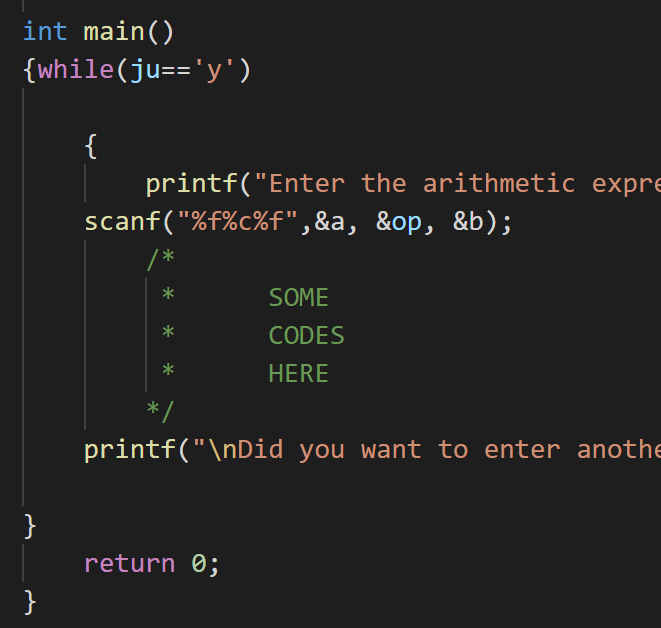 int main()
{while(ju=='y')
{
printf("Enter the arithmetic expre
scanf("%f%c%f",&a, &op, &b);
/*
* SOME
* CODES
* HERE
*/
printf("\nDid you want to enter anothe
}
return 0;
}